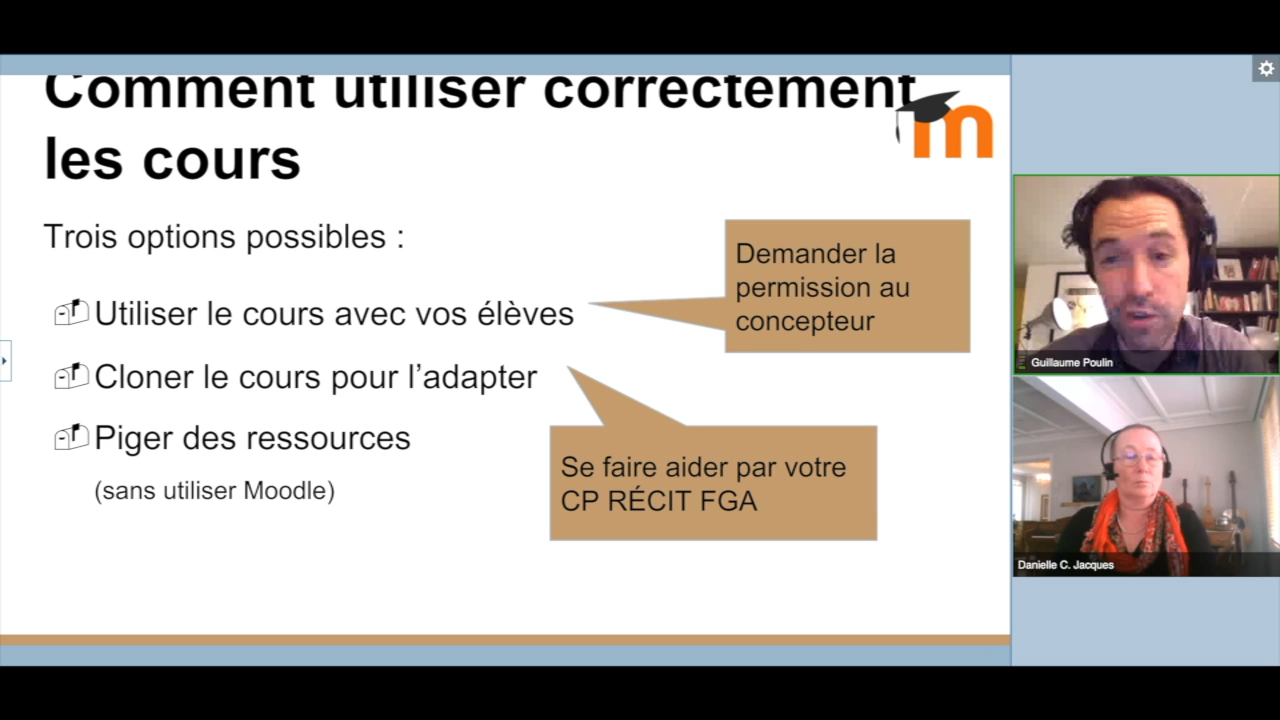 Comment utiliser correctement
les cours
Trois options possibles :
Utiliser le cours avec vos élèves
Cloner le cours pour l’adapter
Piger des ressources
(sans utiliser Moodle)
Demander la
permission au
concepteur
Se faire aider par votre
CP RÉCIT FGA
m
Guillaume Poulin
Danielle C. Jacques